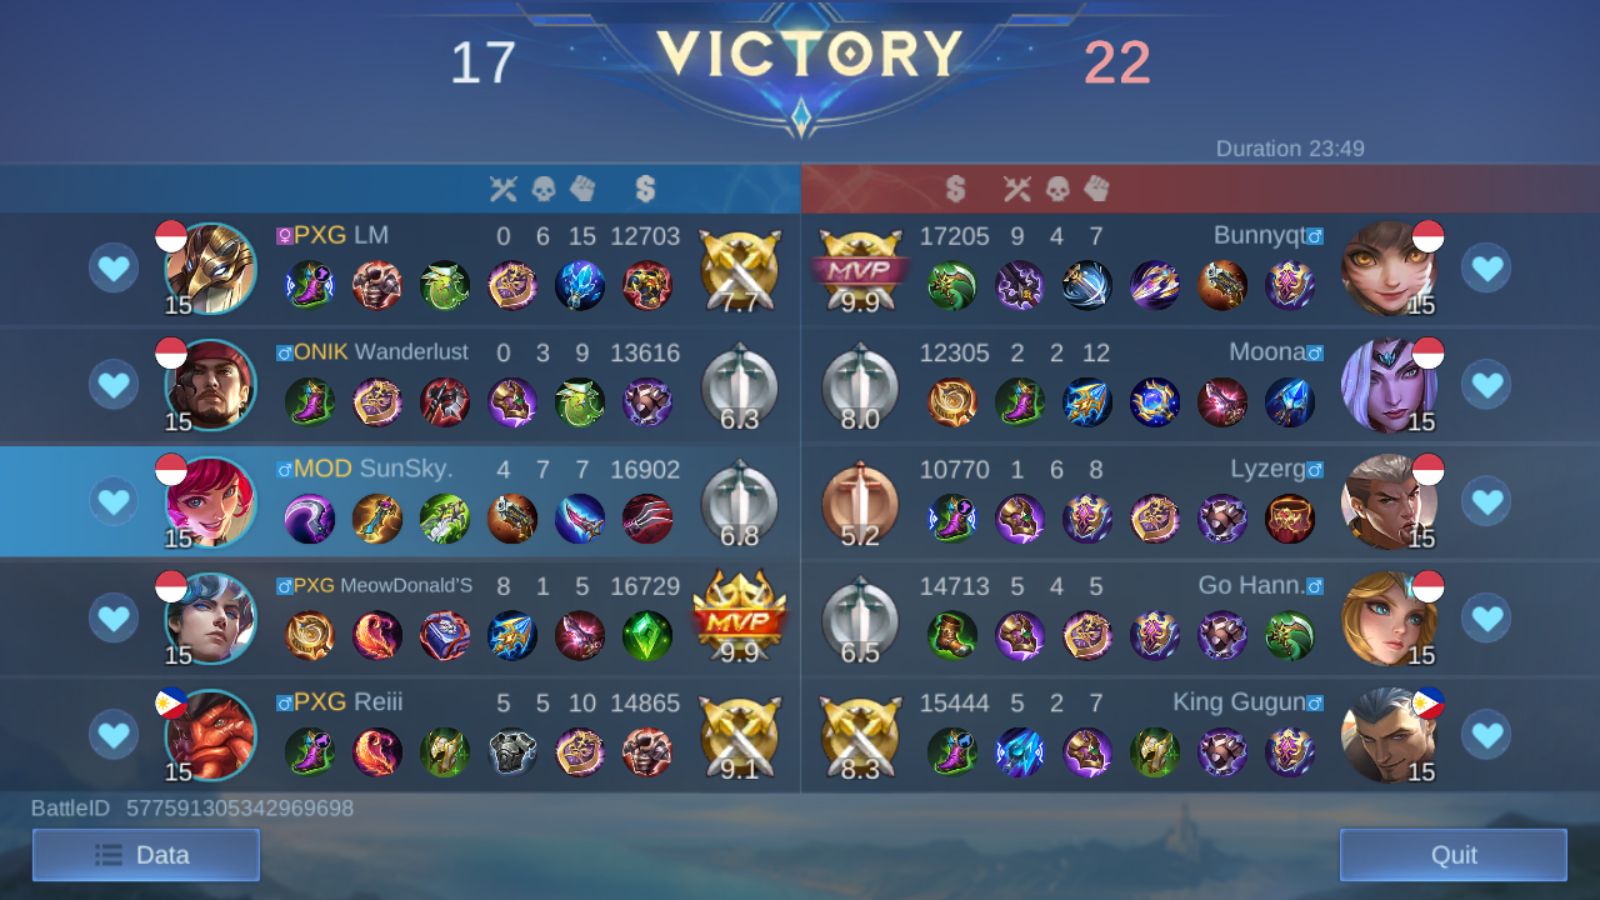 17 VICTORY 22
Duration 23:49
PXG LM 0 6 15 12703 7.7 15
MVP 9.9 17205 9 4 7 Bunnyqt 15
ONIK Wanderlust 0 3 9 13616 6.3 15
8.0 12305 2 2 12 Moona 15
MOD SunSky. 4 7 7 16902 6.8 15
5.2 10770 1 6 8 Lyzerg 15
PXG MeowDonald'S 8 1 5 16729 MVP 9.9 15
6.5 14713 5 4 5 Go Hann. 15
PXG Reiii 5 5 10 14865 9.1 15
8.3 15444 5 2 7 King Gugun 15
BattleID 577591305342969698
Data
Quit